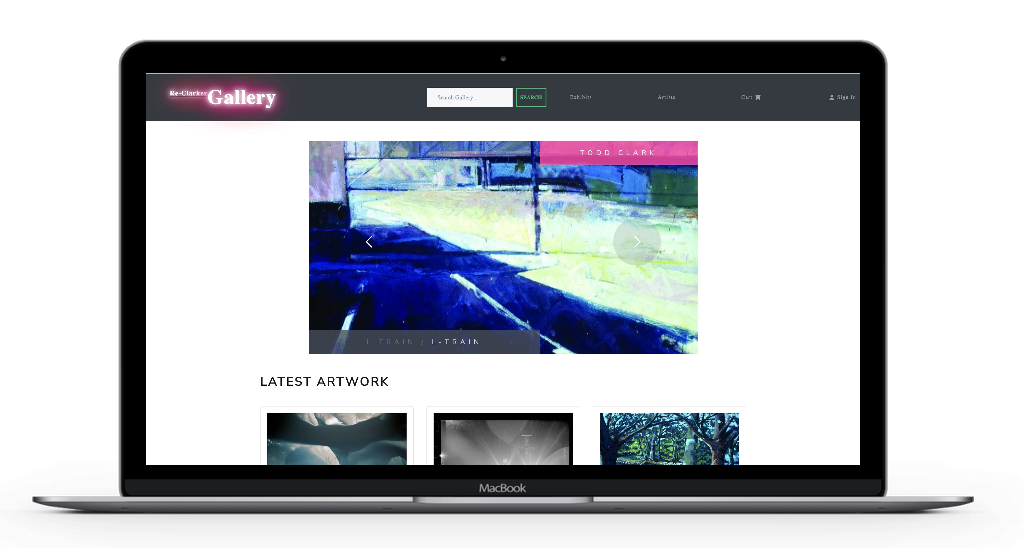 Re-Clarker Gallery
Search Gallery...
SEARCH
Exhibits
Artists
Cart
Sign In
TODD CLARK
L-TRAIN / L-TRAIN
LATEST ARTWORK
MacBook